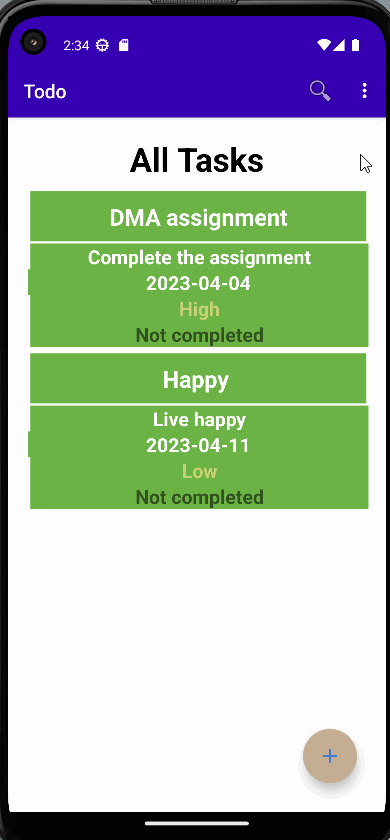 2:34
Todo
All Tasks
DMA assignment
Complete the assignment
2023-04-04
High
Not completed
Happy
Live happy
2023-04-11
Low
Not completed
+